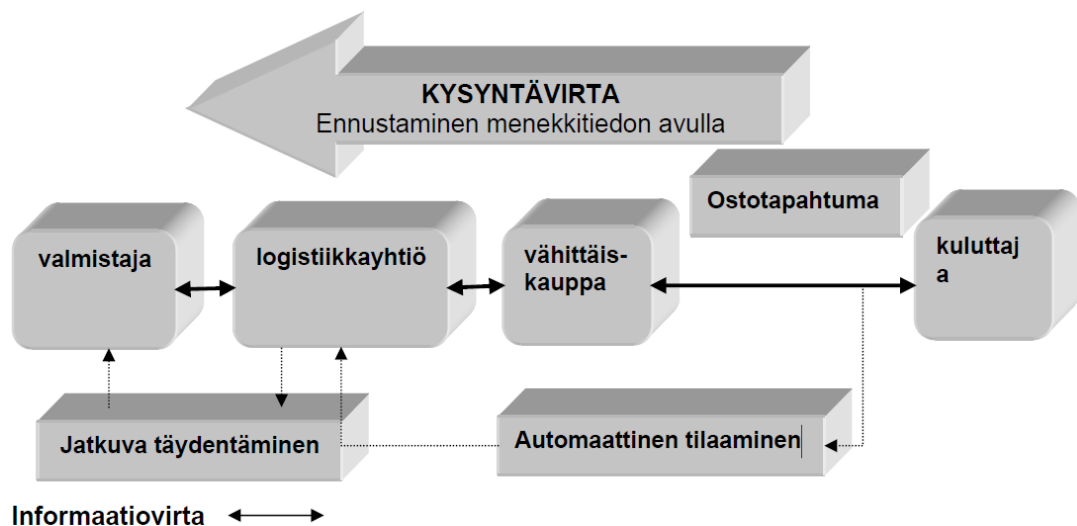 KYSYNTÄVIRTA
Ennustaminen menekkitiedon avulla
Ostotapahtuma
valmistaja
logistiikkayhtiö
vähittäis-
kauppa
kuluttaj
a
Jatkuva täydentäminen
Automaattinen tilaaminen
Informaatiovirta